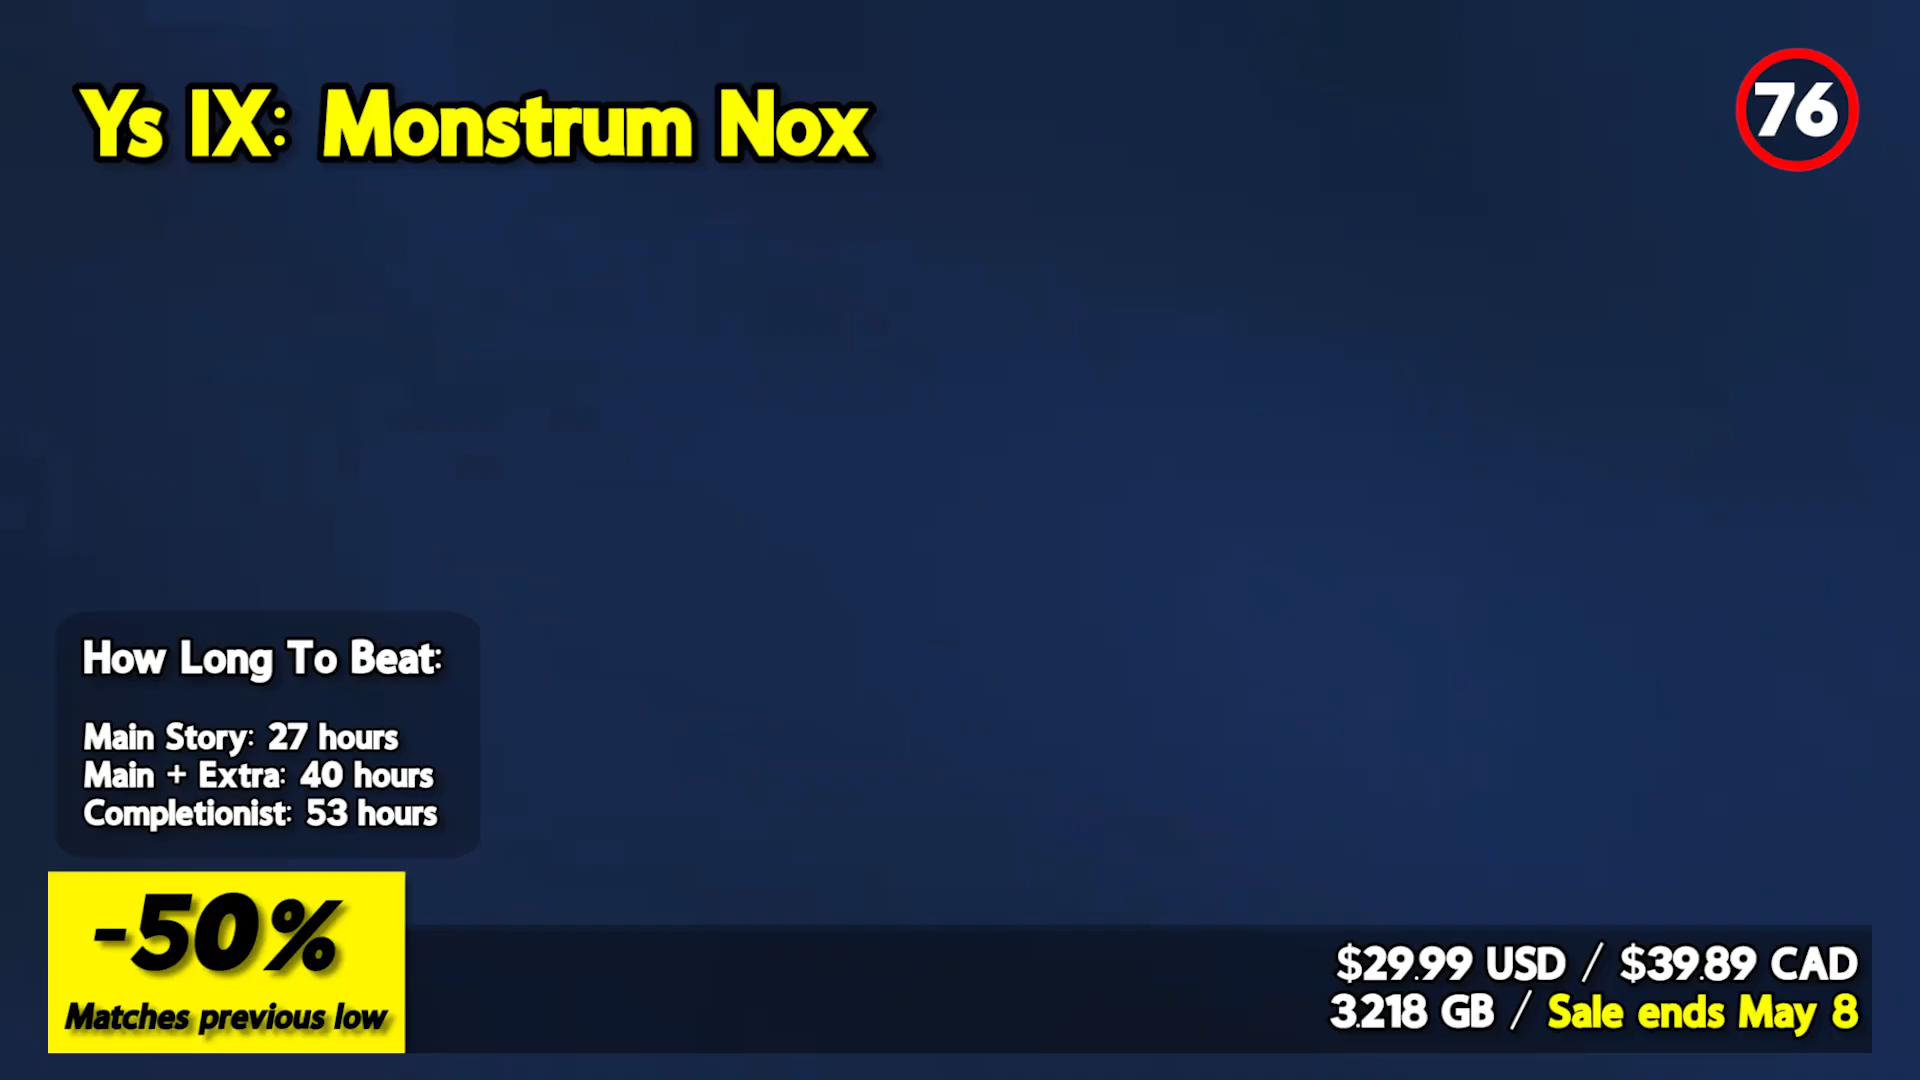 Ys IX: Monstrum Nox
76
How Long To Beat:
Main Story: 27 hours
Main + Extra: 40 hours
Completionist: 53 hours
-50%
Matches previous low
$29.99 USD / $39.89 CAD
3.218 GB / Sale ends May 8